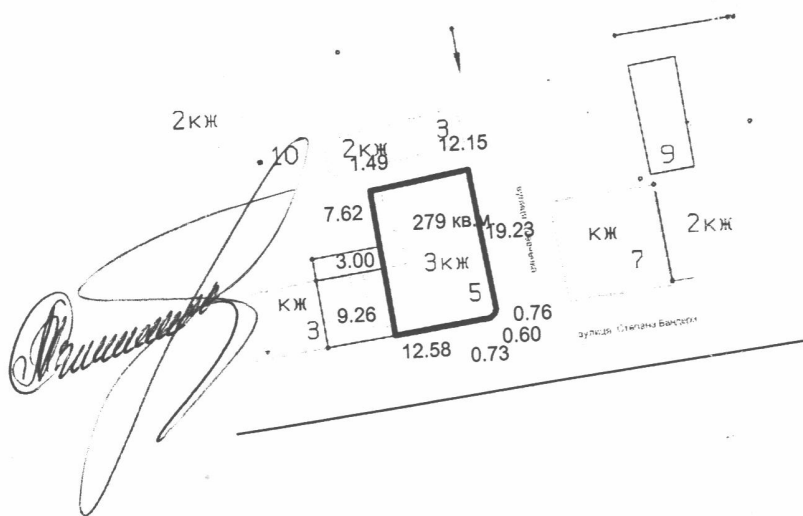 2кж
10
2кж
3
1.49
12.15
7.62
279 кв.м
19.23
3.00
3кж
5
кж
3
9.26
12.58
0.76
0.60
0.73
9
кж
7
2кж
вулиця Степана Бандери